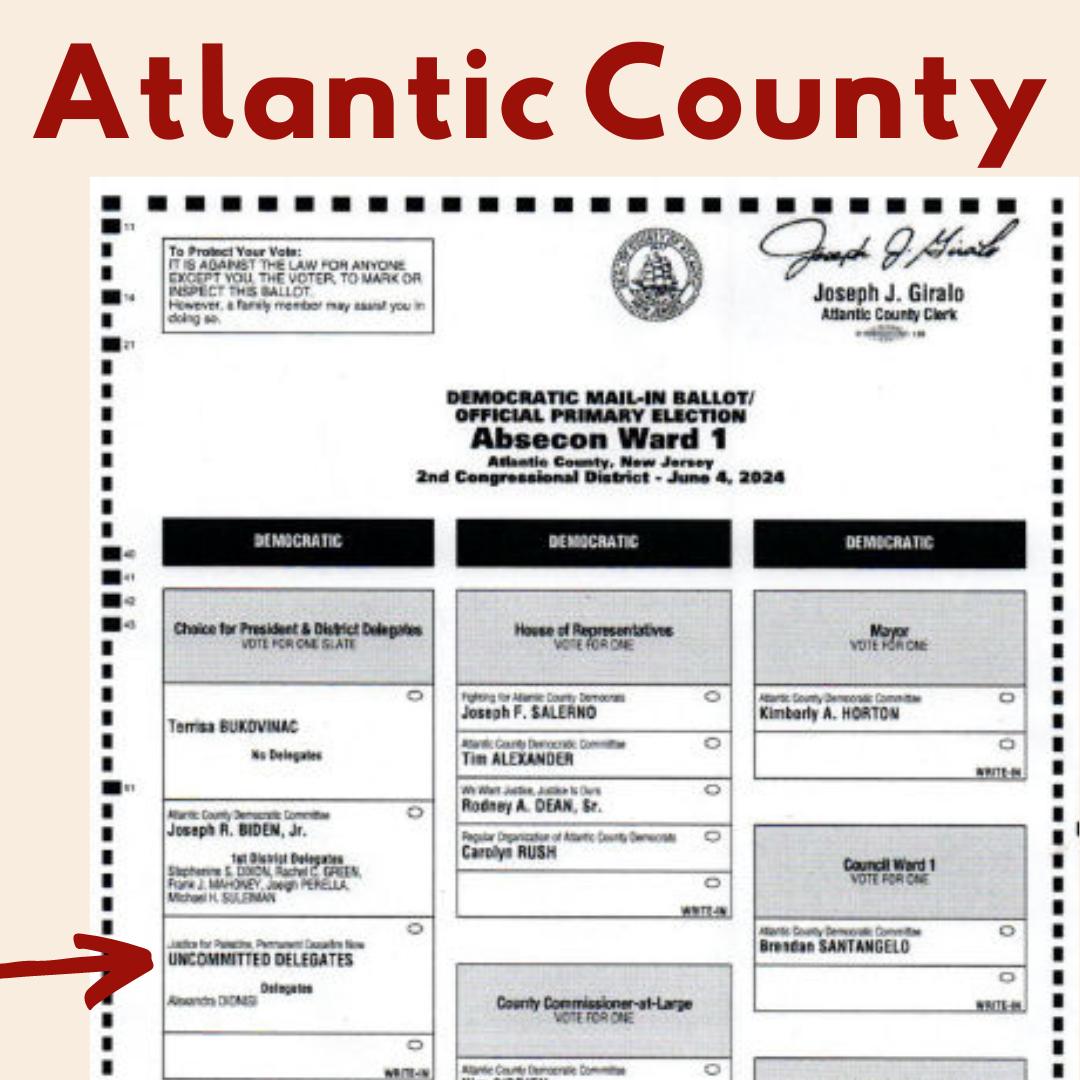 Atlantic County
11
14
21
To Protect Your Vote:
IT IS AGAINST THE LAW FOR ANYONE
EXCEPT YOU, THE VOTER, TO MARK OR
INSPECT THIS BALLOT.
However, a family member may assist you in
doing so.
Joseph J. Giralo
Joseph J. Giralo
Atlantic County Clerk
DEMOCRATIC MAIL-IN BALLOT/
OFFICIAL PRIMARY ELECTION
Absecon Ward 1
Atlantic County, New Jersey
2nd Congressional District - June 4, 2024
40
41
42
43
51
DEMOCRATIC
Choice for President & District Delegates
VOTE FOR ONE SLATE
Terrisa BUKOVINAC
No Delegates
Atlantic County Democratic Committee
Joseph R. BIDEN, Jr.
1st District Delegates
Stephenine S. DIXON, Rachel C. GREEN,
Frank J. MAHONEY, Joeigh PERELLA,
Michael H. SULEIMAN
Justice for Palestine, Permanent Ceasefire Now
UNCOMMITTED DELEGATES
Delegates
Alexandra DIONISI
WRITE-IN
DEMOCRATIC
House of Representatives
VOTE FOR ONE
Fighting for Atlantic County Democrats
Joseph F. SALERNO
Atlantic County Democratic Committee
Tim ALEXANDER
We Want Justice, Justice Is Ours
Rodney A. DEAN, Sr.
Regular Organization of Atlantic County Democrats
Carolyn RUSH
WRITE-IN
County Commissioner-at-Large
VOTE FOR ONE
Atlantic County Democratic Committee
DEMOCRATIC
Mayor
VOTE FOR ONE
Atlantic County Democratic Committee
Kimberly A. HORTON
WRITE-IN
Council Ward 1
VOTE FOR ONE
Atlantic County Democratic Committee
Brendan SANTANGELO
WRITE-IN